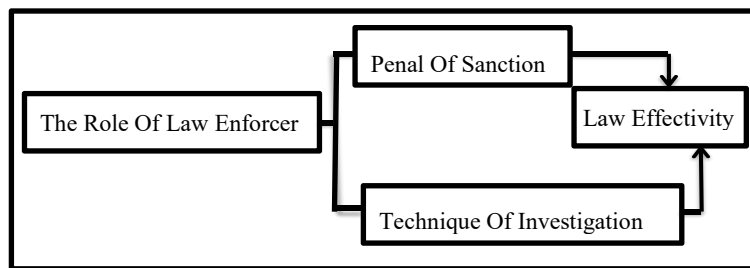 Penal Of Sanction
The Role Of Law Enforcer
Law Effectivity
Technique Of Investigation